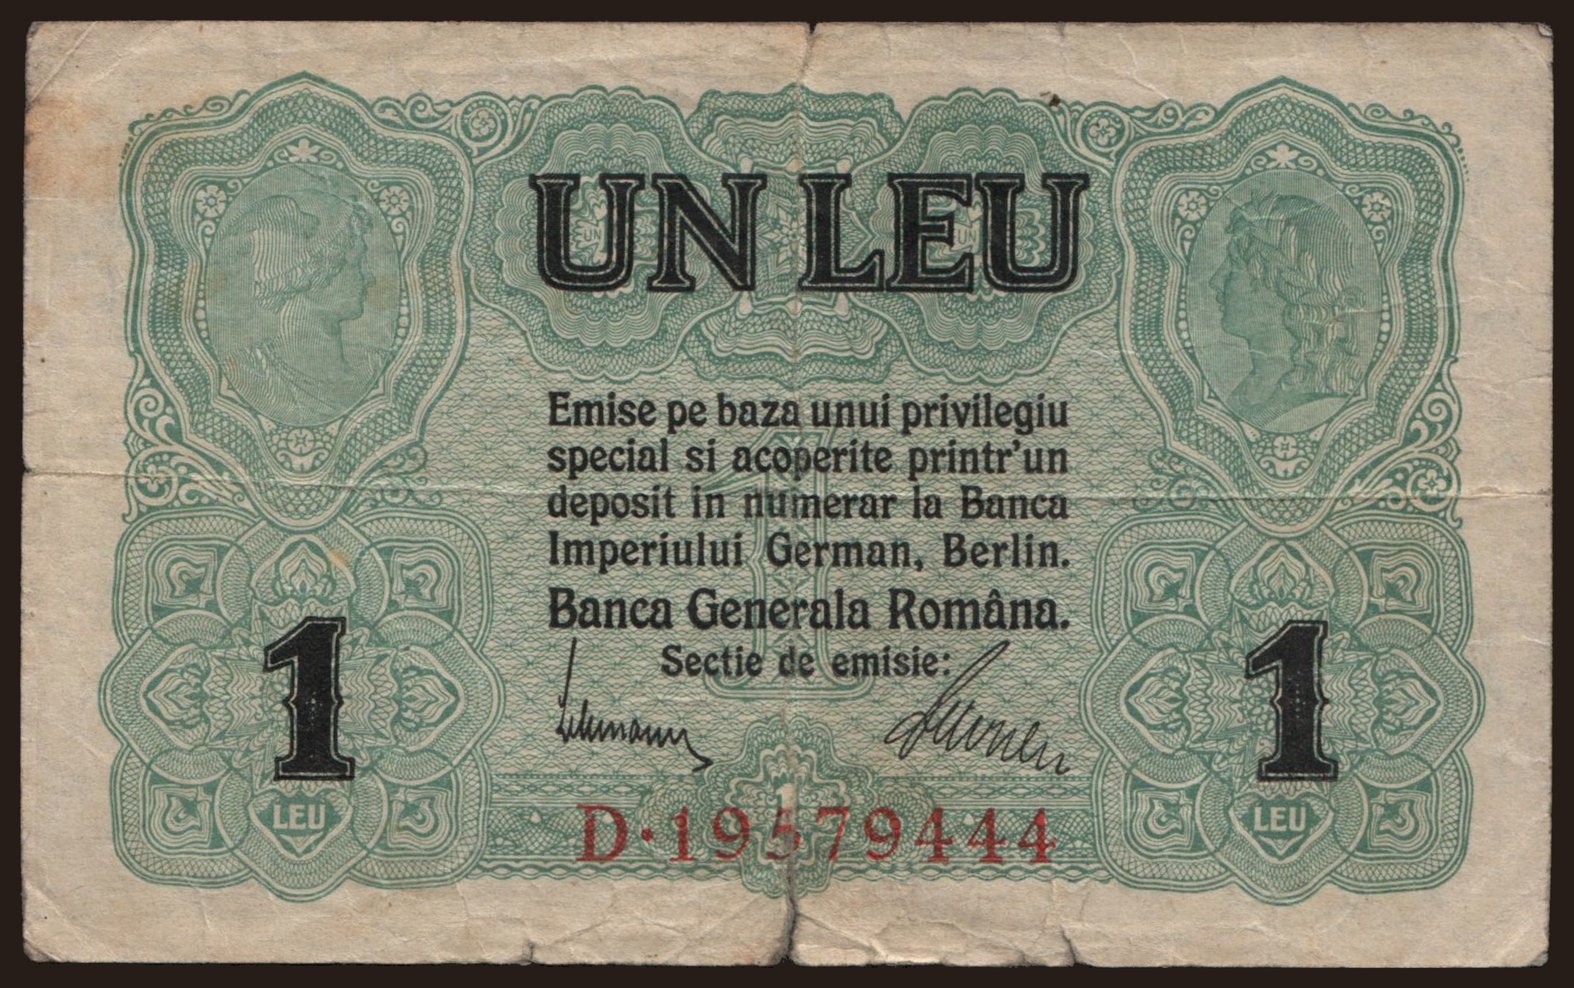 UN LEU
Emise pe baza unui privilegiu
special si acoperite printr'un
deposit in numerar la Banca
Imperiului German, Berlin.
Banca Generala Româna.
Sectie de emisie:
1 1
LEU LEU
D·19579444